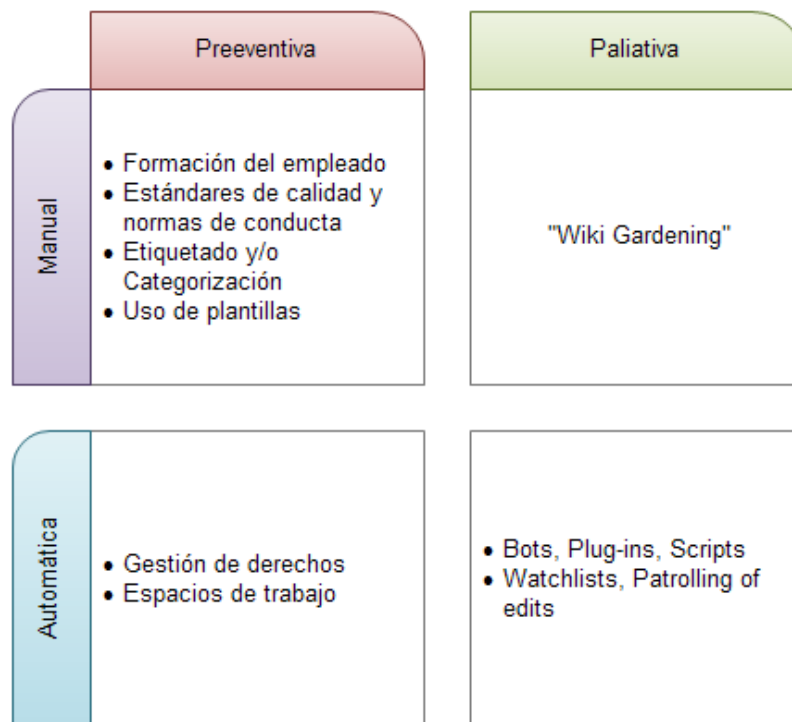 Preeventiva
Paliativa
Manual
• Formación del empleado
• Estándares de calidad y
normas de conducta
• Etiquetado y/o
Categorización
• Uso de plantillas
"Wiki Gardening"
Automática
• Gestión de derechos
• Espacios de trabajo
• Bots, Plug-ins, Scripts
• Watchlists, Patrolling of
edits